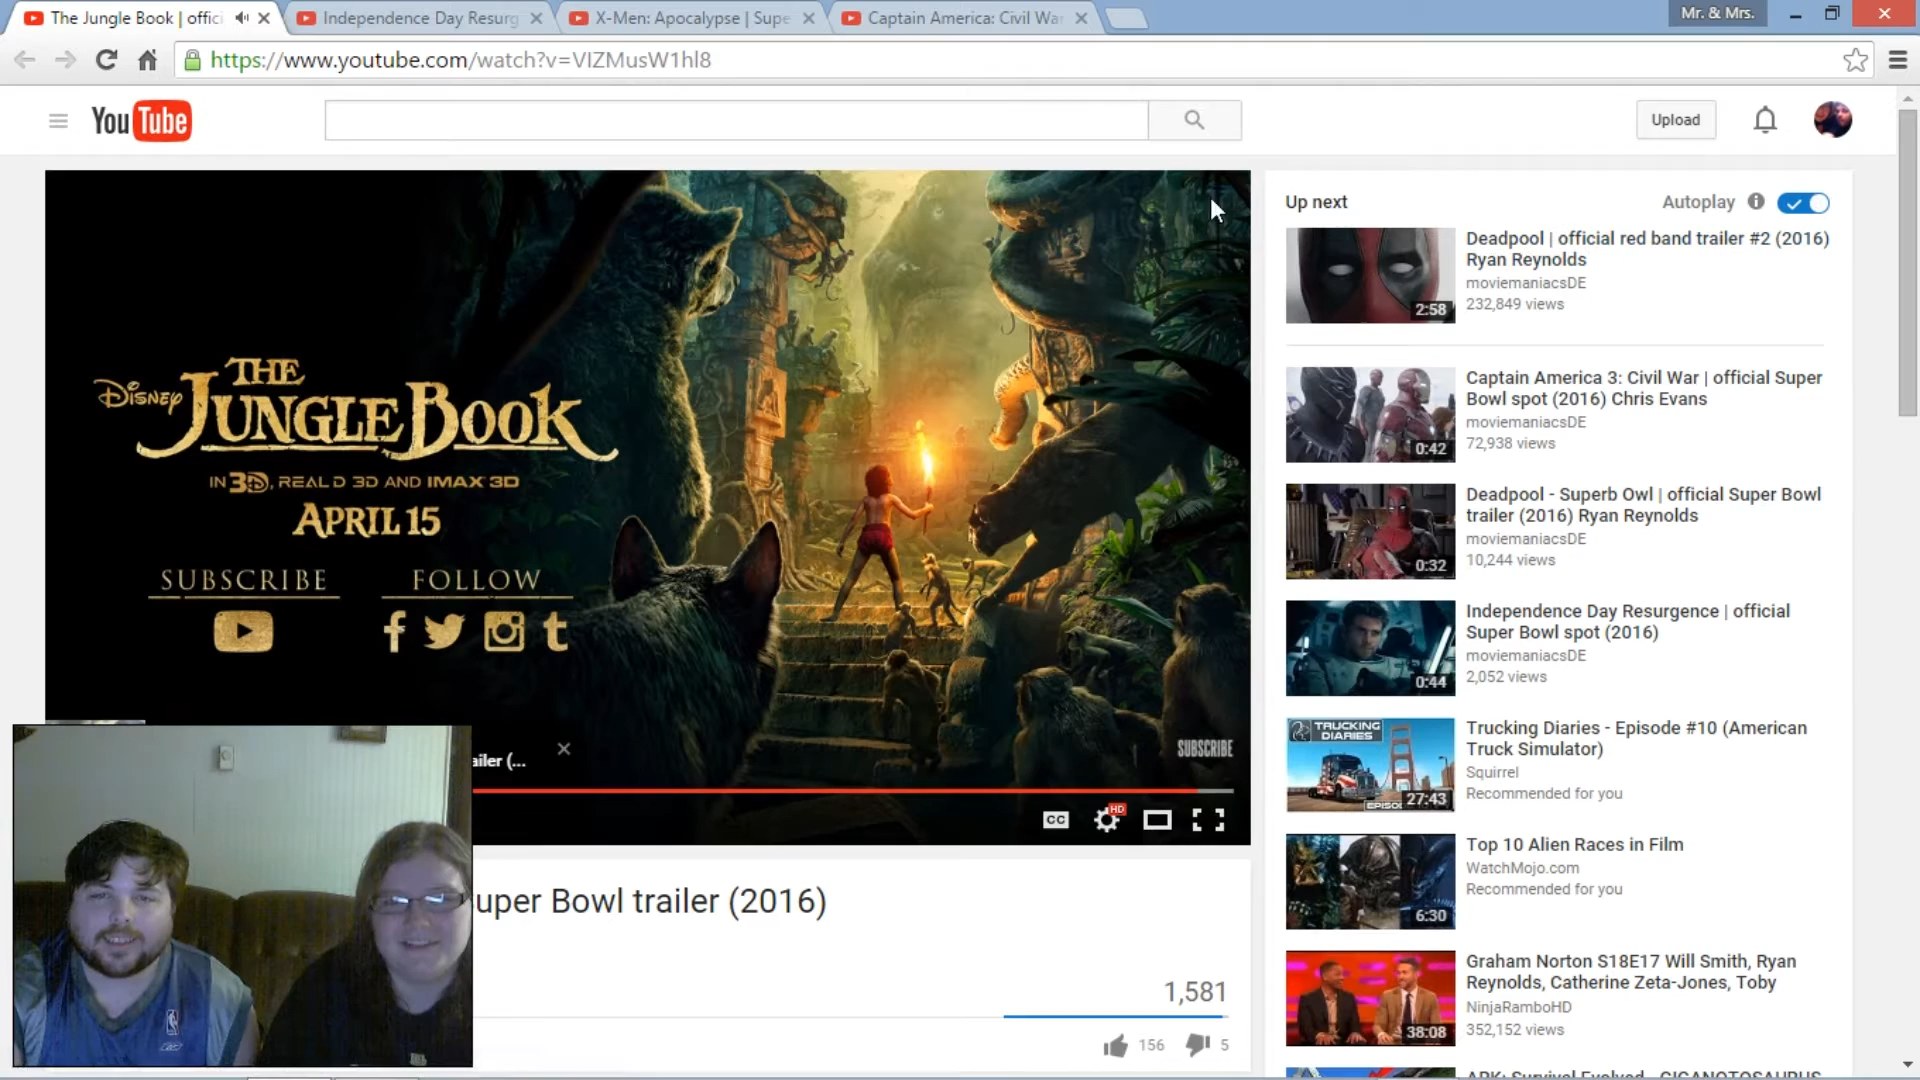 The Jungle Book | offici
Independence Day Resurg
X-Men: Apocalypse | Supe
Captain America: Civil War
Mr. & Mrs.
https://www.youtube.com/watch?v=VIZMusW1hl8
YouTube
Upload
THE
DISNEY JUNGLE BOOK
IN 3D, REAL D 3D AND IMAX 3D
APRIL 15
SUBSCRIBE FOLLOW
SUBSCRIBE
ailer (...
CC
HD
uper Bowl trailer (2016)
1,581
156 5
Up next Autoplay
Deadpool | official red band trailer #2 (2016)
Ryan Reynolds
moviemaniacsDE
232,849 views
2:58
Captain America 3: Civil War | official Super
Bowl spot (2016) Chris Evans
moviemaniacsDE
72,938 views
0:42
Deadpool - Superb Owl | official Super Bowl
trailer (2016) Ryan Reynolds
moviemaniacsDE
10,244 views
0:32
Independence Day Resurgence | official
Super Bowl spot (2016)
moviemaniacsDE
2,052 views
0:44
Trucking Diaries - Episode #10 (American
Truck Simulator)
Squirrel
Recommended for you
TRUCKING
DIARIES
27:43
Top 10 Alien Races in Film
WatchMojo.com
Recommended for you
6:30
Graham Norton S18E17 Will Smith, Ryan
Reynolds, Catherine Zeta-Jones, Toby
NinjaRamboHD
352,152 views
38:08
ARK: Survival Evolved - GIGANOTOSAURUS